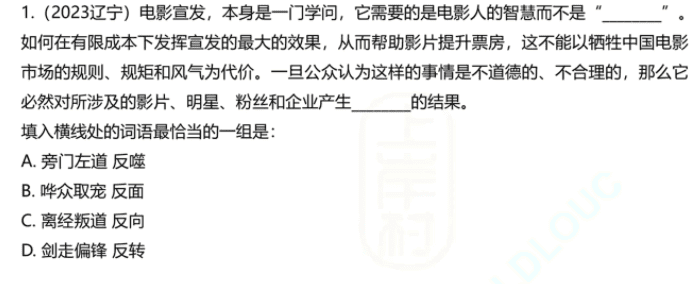 1.（2023辽宁）电影宣发，本身是一门学问，它需要的是电影人的智慧而不是“_______”。
如何在有限成本下发挥宣发的最大的效果，从而帮助影片提升票房，这不能以牺牲中国电影
市场的规则、规矩和风气为代价。一旦公众认为这样的事情是不道德的、不合理的，那么它
必然对所涉及的影片、明星、粉丝和企业产生_______的结果。
填入横线处的词语最恰当的一组是：
A. 旁门左道 反噬
B. 哗众取宠 反面
C. 离经叛道 反向
D. 剑走偏锋 反转
上岸村
DLOUC